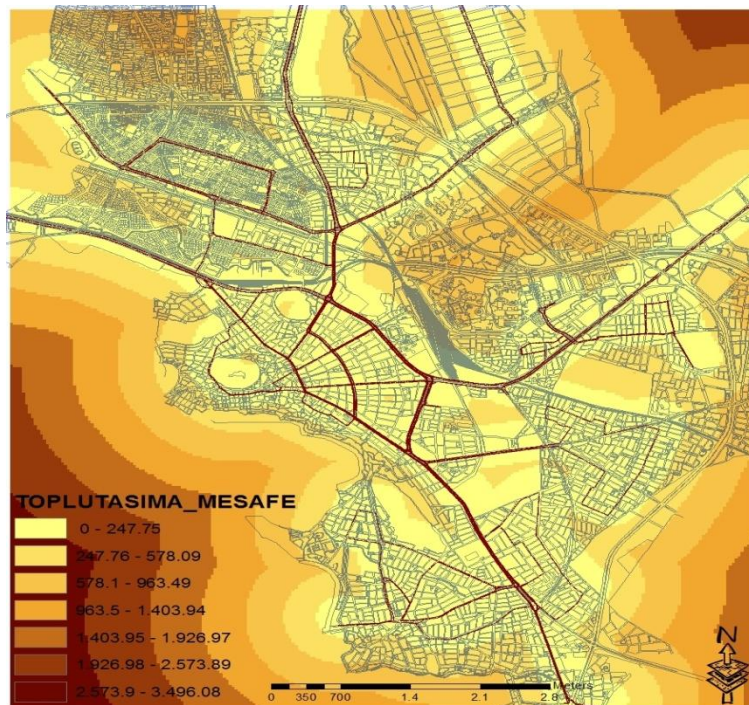 TOPLUTASIMA_MESAFE
0 - 247.75
247.76 - 578.09
578.1 - 963.49
963.5 - 1.403.94
1.403.95 - 1.926.97
1.926.98 - 2.573.89
2.573.9 - 3.496.08
Meters
0 350 700 1.4 2.1 2.8
N